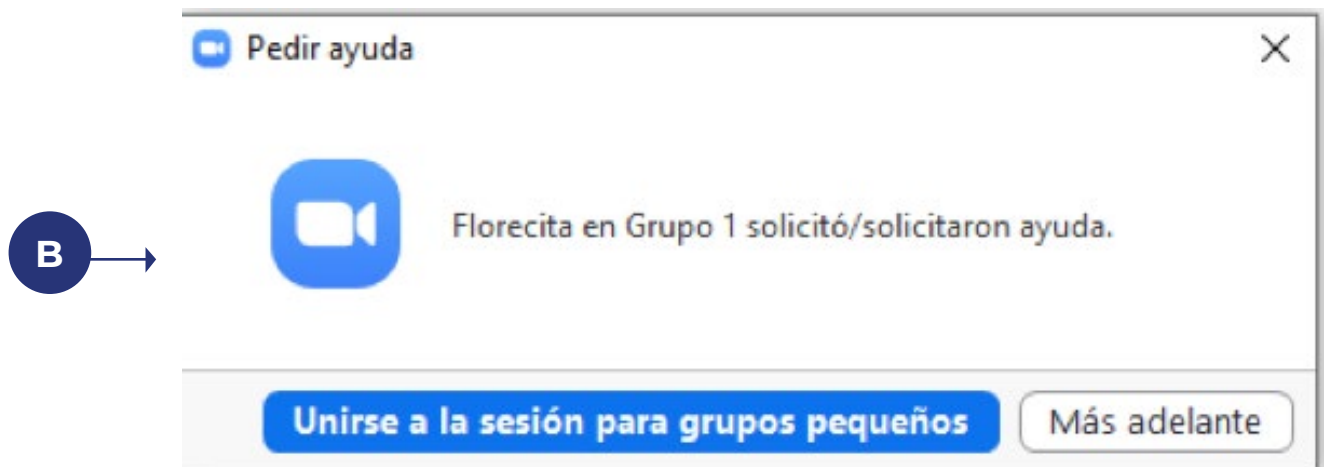 Pedir ayuda
Florecita en Grupo 1 solicitó/solicitaron ayuda.
B
Unirse a la sesión para grupos pequeños
Más adelante